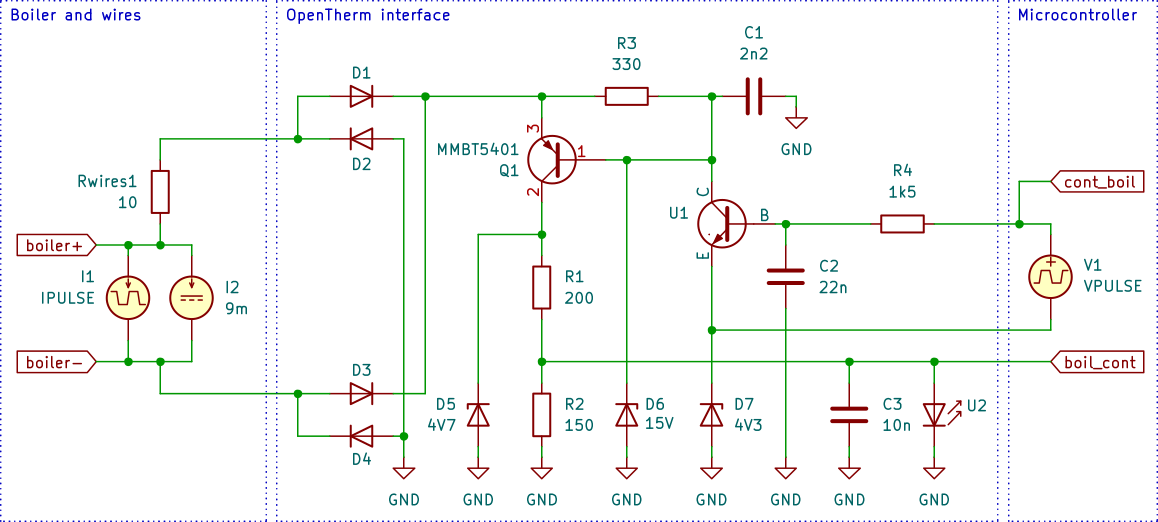 Boiler and wires
OpenTherm interface
Microcontroller
C1
2n2
R3
330
D1
D2
GND
MMBT5401
Q1
3
1
2
Rwires1
10
R4
1k5
cont_boil
U1
C
B
E
boiler+
I1
IPULSE
I2
9m
R1
200
C2
22n
V1
VPULSE
boiler-
boil_cont
D3
D4
D5
4V7
R2
150
D6
15V
D7
4V3
C3
10n
U2
GND
GND
GND
GND
GND
GND
GND
GND